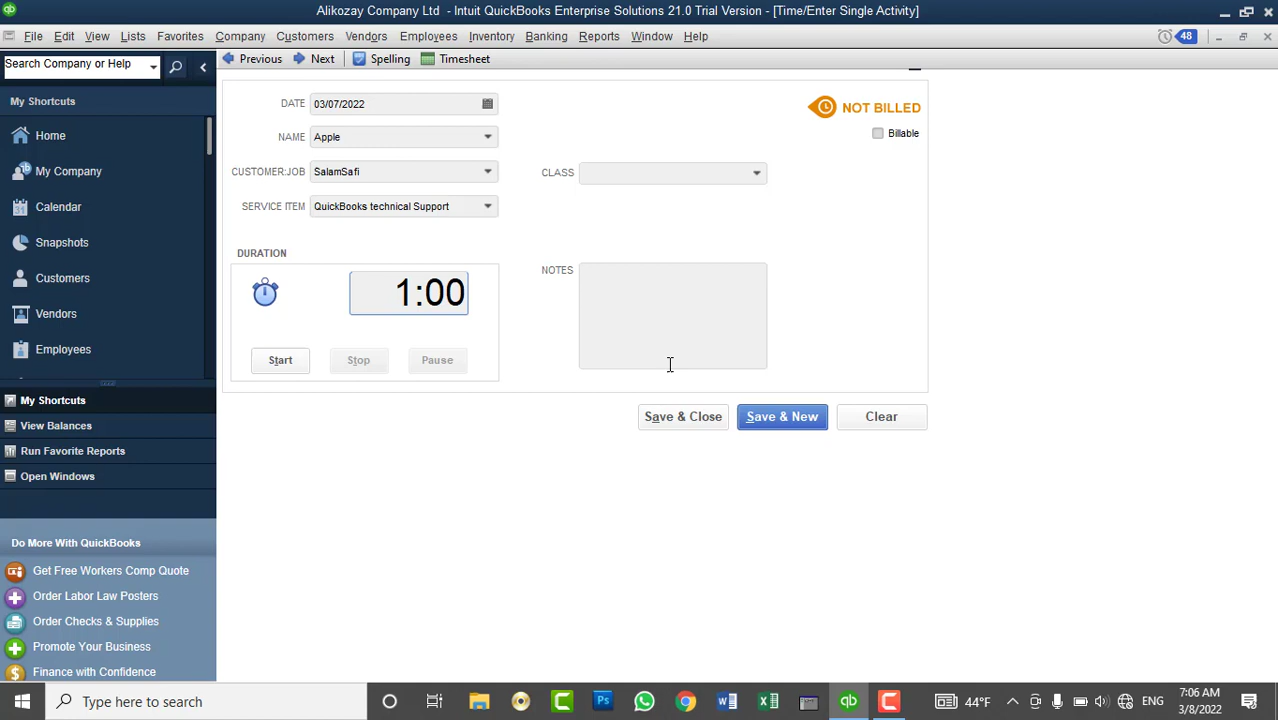 Alikozay Company Ltd - Intuit QuickBooks Enterprise Solutions 21.0 Trial Version - [Time/Enter Single Activity]
File Edit View Lists Favorites Company Customers Vendors Employees Inventory Banking Reports Window Help 48
Search Company or Help
Previous Next Spelling Timesheet
My Shortcuts
Home
My Company
Calendar
Snapshots
Customers
Vendors
Employees
My Shortcuts
View Balances
Run Favorite Reports
Open Windows
Do More With QuickBooks
Get Free Workers Comp Quote
Order Labor Law Posters
Order Checks & Supplies
Promote Your Business
Finance with Confidence
DATE 03/07/2022
NAME Apple
CUSTOMER:JOB SalamSafi
SERVICE ITEM QuickBooks technical Support
NOT BILLED
Billable
CLASS
DURATION
1:00
Start Stop Pause
NOTES
Save & Close Save & New Clear
Type here to search
44°F
ENG
7:06 AM
3/8/2022